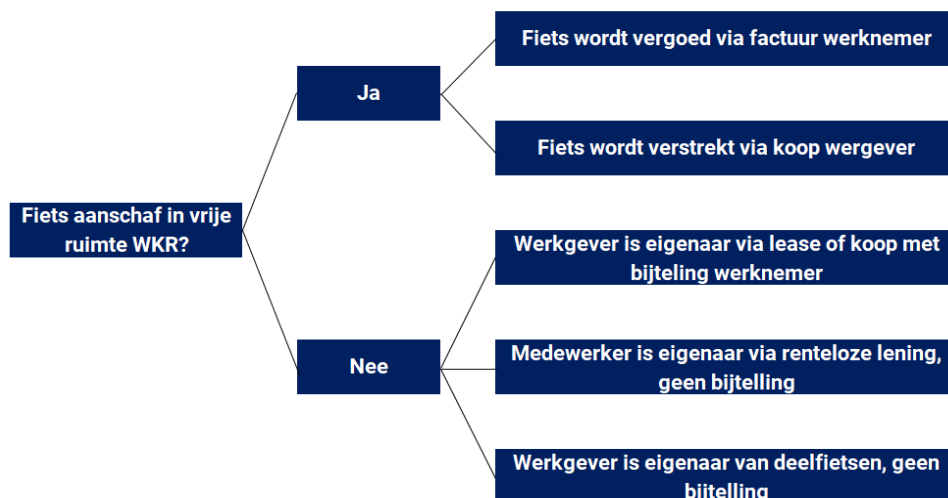 Fiets wordt vergoed via factuur werknemer
Ja
Fiets wordt verstrekt via koop wergever
Fiets aanschaf in vrije
ruimte WKR?
Werkgever is eigenaar via lease of koop met
bijteling werknemer
Nee
Medewerker is eigenaar via renteloze lening,
geen bijtelling
Werkgever is eigenaar van deelfietsen, geen
bijtelling